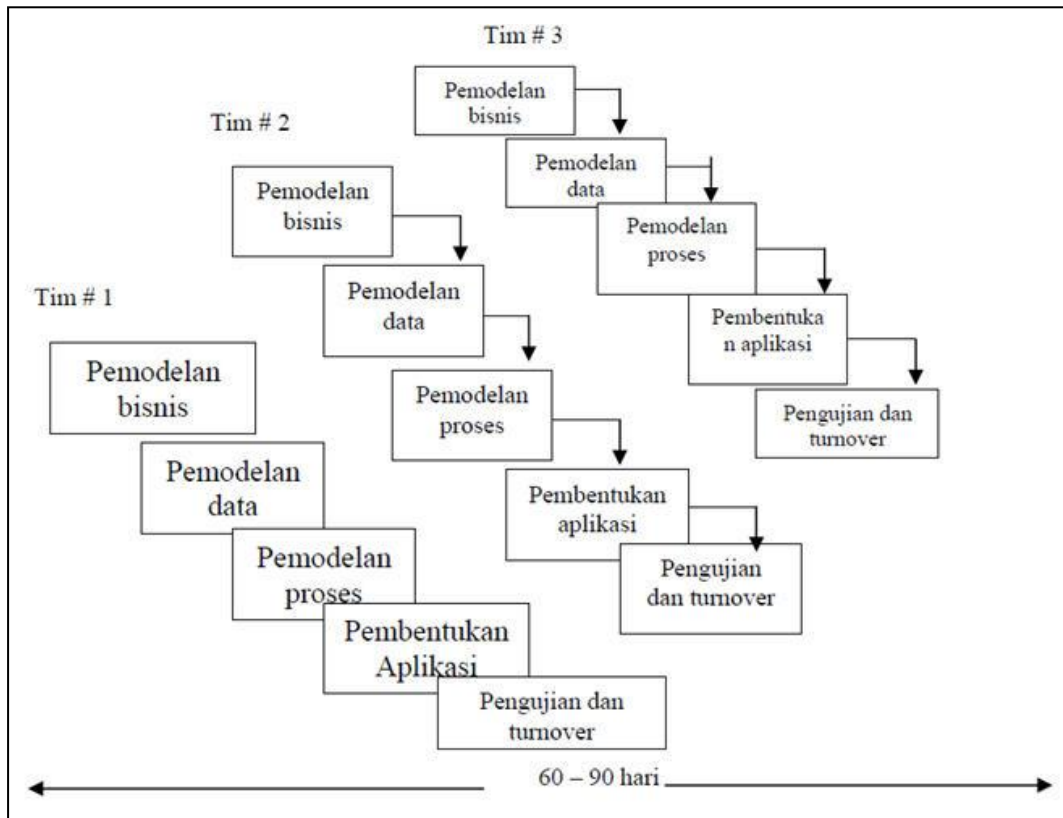 Tim # 3
Pemodelan
bisnis
Pemodelan
data
Pemodelan
proses
Pembentuka
n aplikasi
Pengujian dan
turnover
Tim # 2
Pemodelan
bisnis
Pemodelan
data
Pemodelan
proses
Pembentukan
aplikasi
Pengujian
dan turnover
Tim # 1
Pemodelan
bisnis
Pemodelan
data
Pemodelan
proses
Pembentukan
Aplikasi
Pengujian dan
turnover
60 – 90 hari